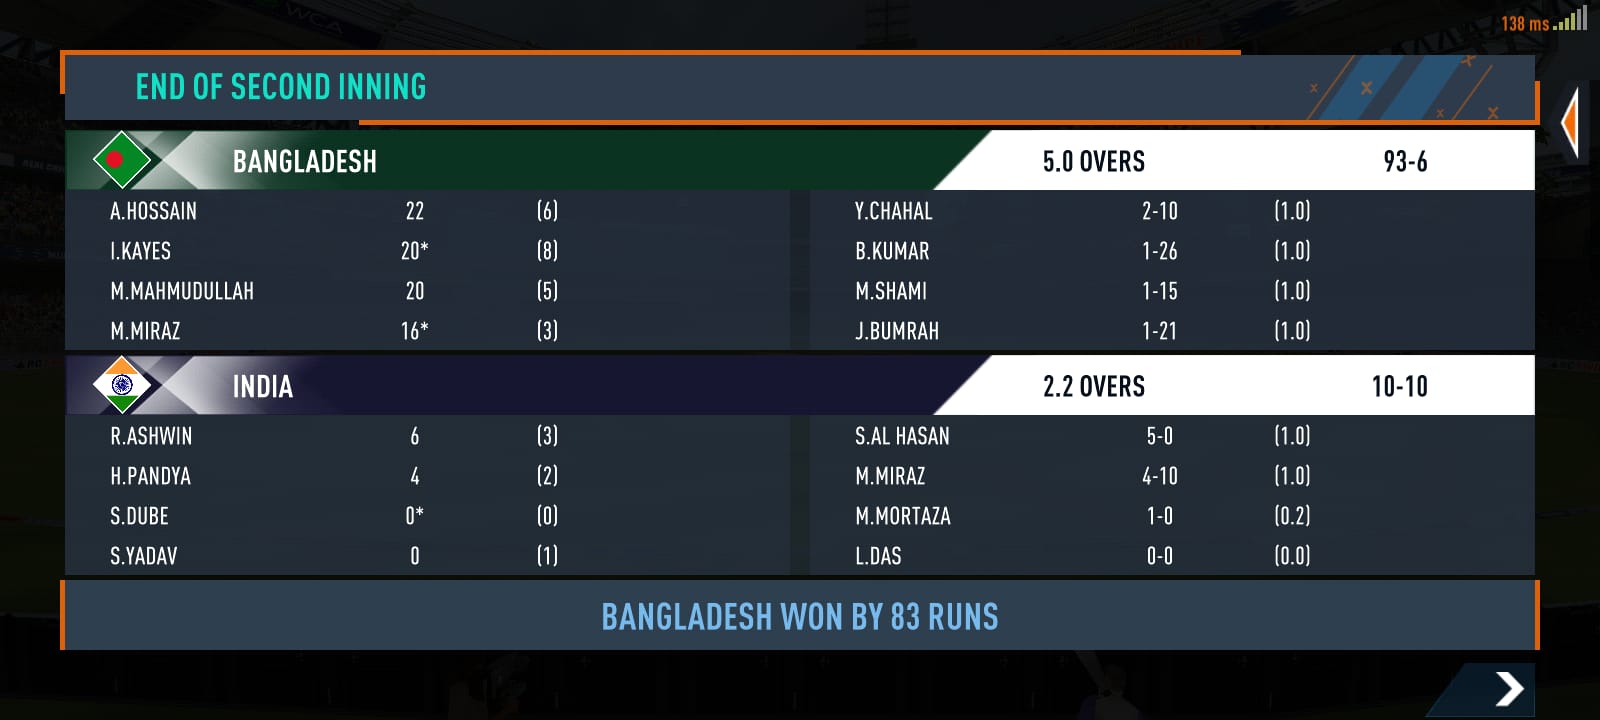 138 ms
END OF SECOND INNING
BANGLADESH 5.0 OVERS 93-6
A.HOSSAIN 22 (6) Y.CHAHAL 2-10 (1.0)
I.KAYES 20* (8) B.KUMAR 1-26 (1.0)
M.MAHMUDULLAH 20 (5) M.SHAMI 1-15 (1.0)
M.MIRAZ 16* (3) J.BUMRAH 1-21 (1.0)
INDIA 2.2 OVERS 10-10
R.ASHWIN 6 (3) S.AL HASAN 5-0 (1.0)
H.PANDYA 4 (2) M.MIRAZ 4-10 (1.0)
S.DUBE 0* (0) M.MORTAZA 1-0 (0.2)
S.YADAV 0 (1) L.DAS 0-0 (0.0)
BANGLADESH WON BY 83 RUNS